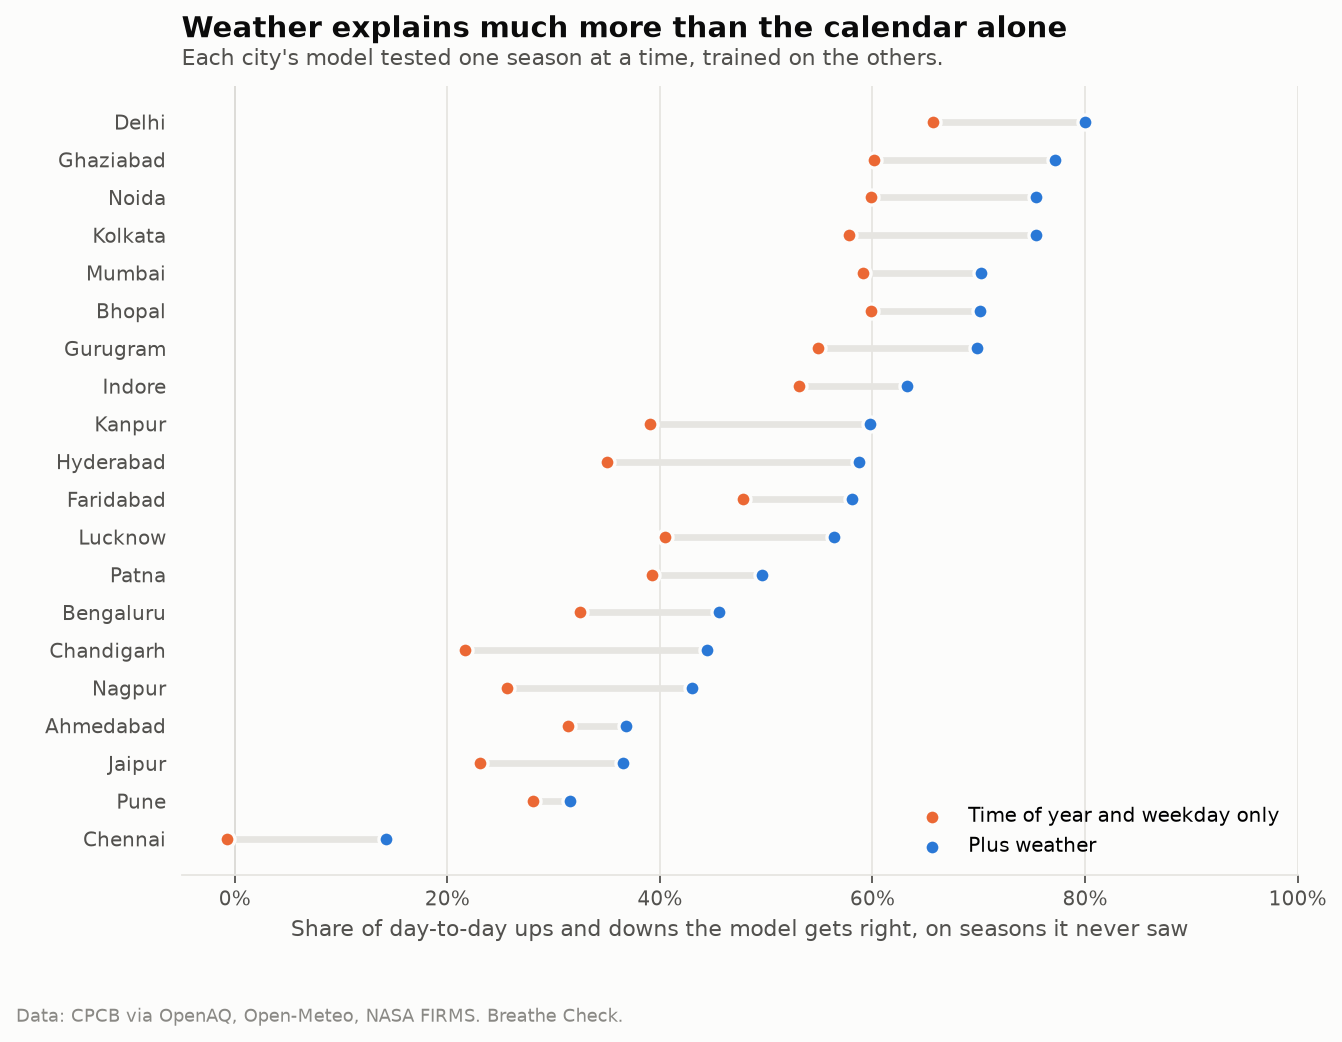 Weather explains much more than the calendar alone
Each city's model tested one season at a time, trained on the others.
Delhi
Ghaziabad
Noida
Kolkata
Mumbai
Bhopal
Gurugram
Indore
Kanpur
Hyderabad
Faridabad
Lucknow
Patna
Bengaluru
Chandigarh
Nagpur
Ahmedabad
Jaipur
Pune
Chennai
Time of year and weekday only
Plus weather
0% 20% 40% 60% 80% 100%
Share of day-to-day ups and downs the model gets right, on seasons it never saw
Data: CPCB via OpenAQ, Open-Meteo, NASA FIRMS. Breathe Check.